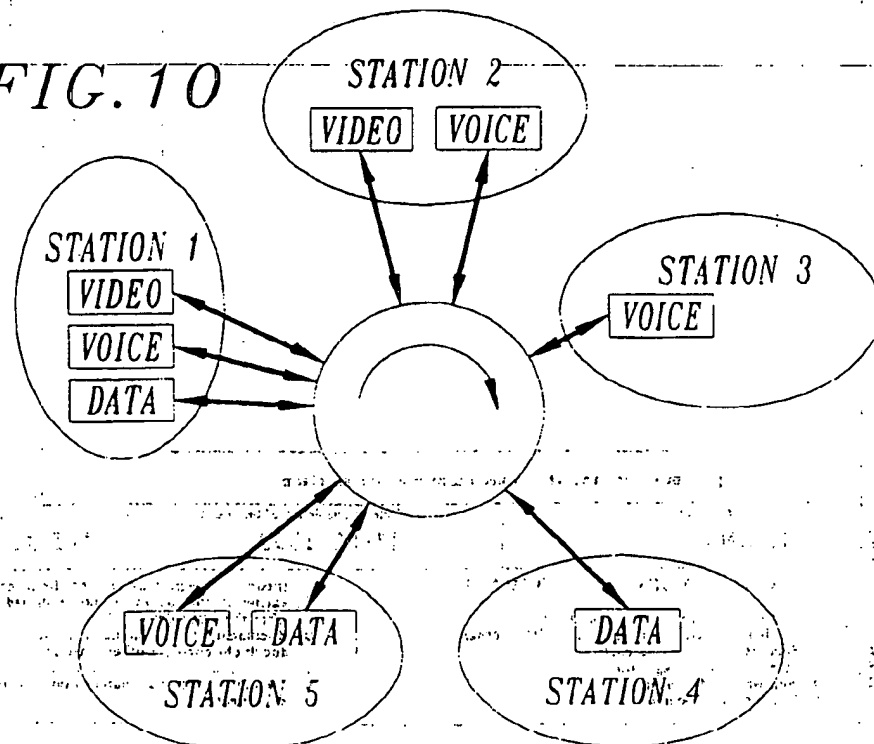 FIG. 10
STATION 2
VIDEO VOICE
STATION 1
VIDEO
VOICE
DATA
STATION 3
VOICE
VOICE DATA
STATION 5
DATA
STATION 4